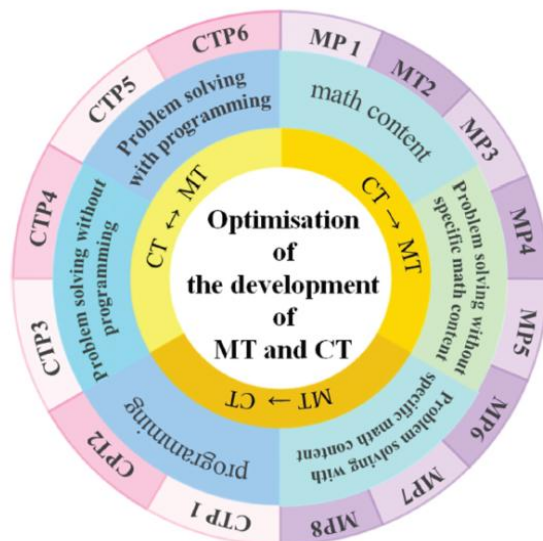 Optimisation
of
the development
of
MT and CT
CT → MT
MT → CT
CT ↔ MT
math content
Problem solving without
specific math content
Problem solving with
specific math content
programming
Problem solving without
programming
Problem solving
with programming
MP 1
MT2
MP3
MP4
MP5
MP6
MP7
MP8
CTP 1
CPT2
CTP3
CTP4
CTP5
CTP6